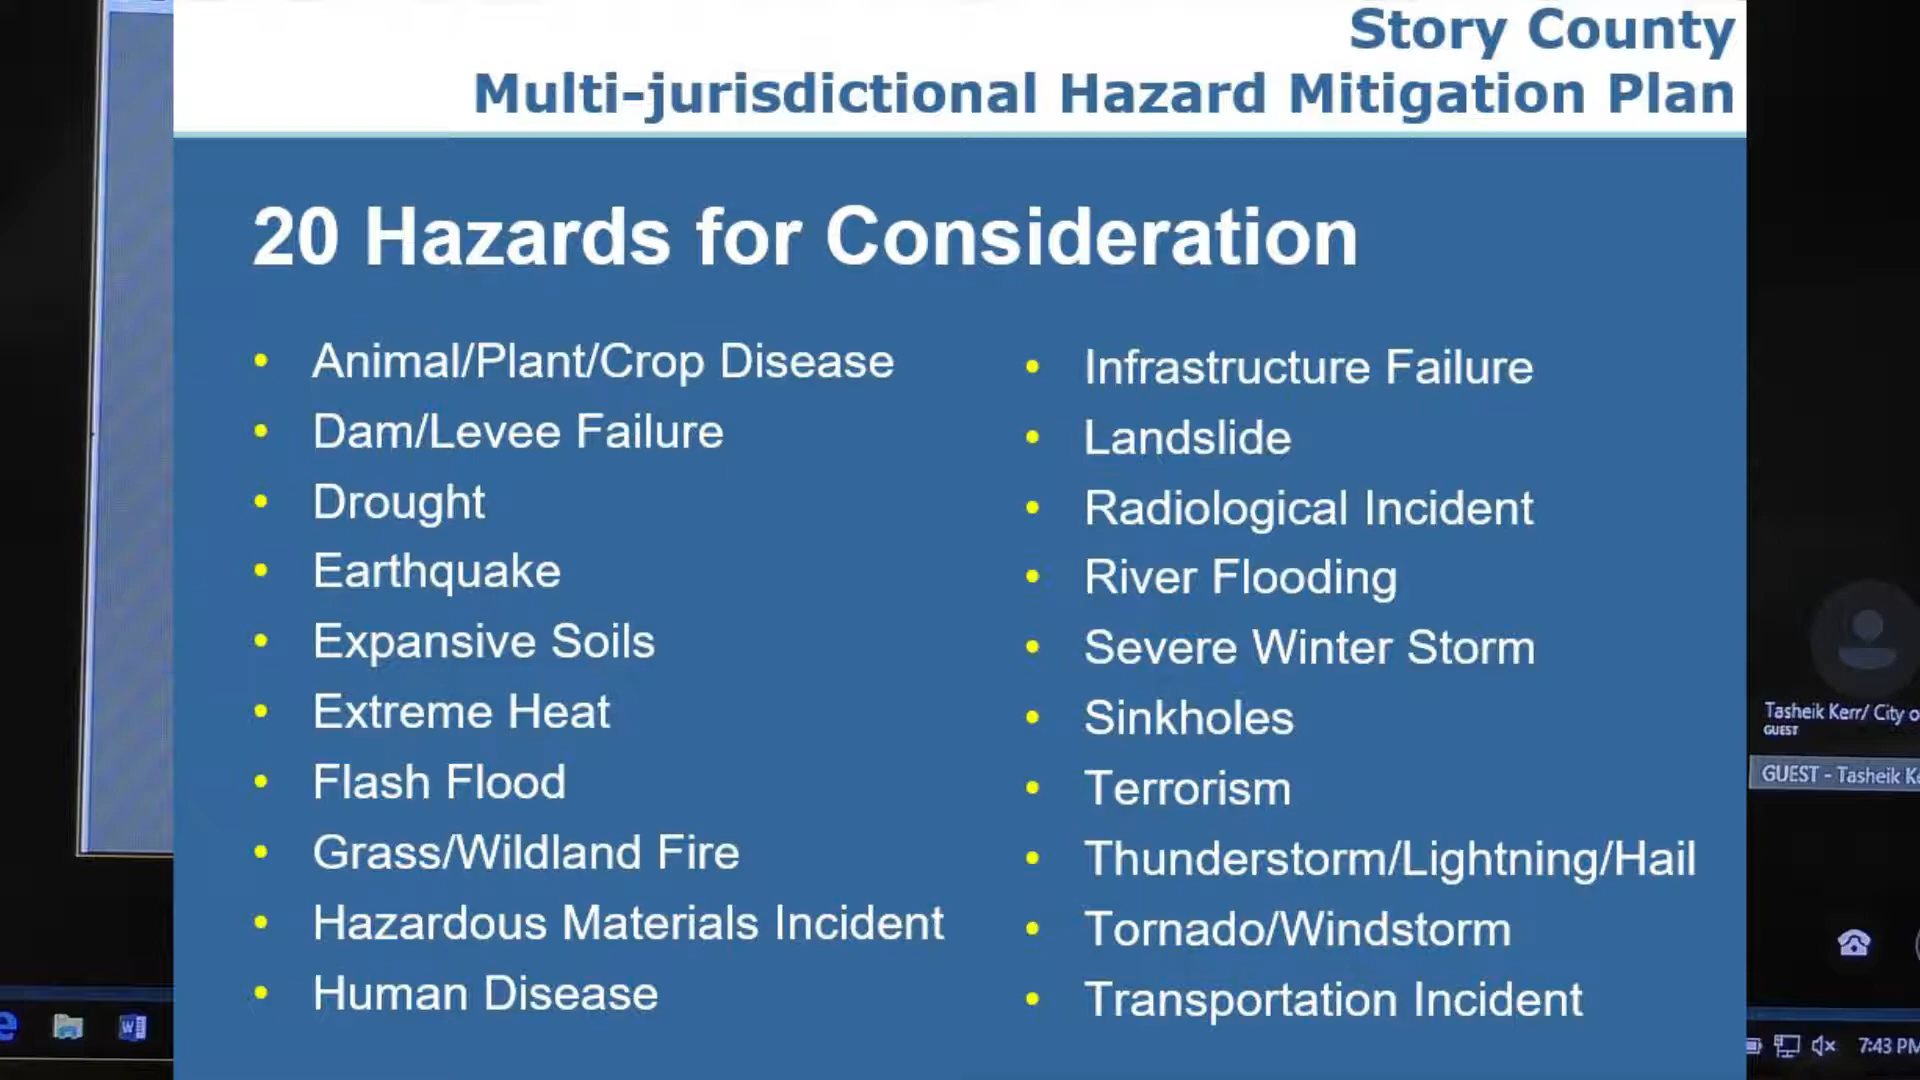 Story County
Multi-jurisdictional Hazard Mitigation Plan
20 Hazards for Consideration
• Animal/Plant/Crop Disease
• Dam/Levee Failure
• Drought
• Earthquake
• Expansive Soils
• Extreme Heat
• Flash Flood
• Grass/Wildland Fire
• Hazardous Materials Incident
• Human Disease
• Infrastructure Failure
• Landslide
• Radiological Incident
• River Flooding
• Severe Winter Storm
• Sinkholes
• Terrorism
• Thunderstorm/Lightning/Hail
• Tornado/Windstorm
• Transportation Incident
Tasheik Kerr/ City o
GUEST
GUEST - Tasheik
7:43 PM